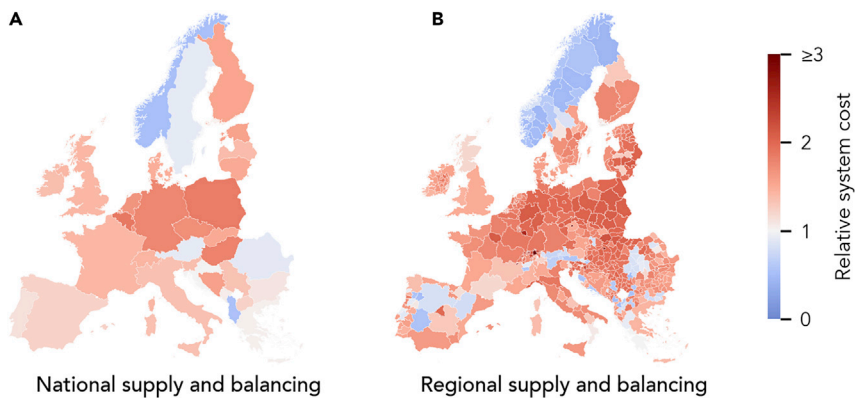 A
B
≥3
2
1
0
Relative system cost
National supply and balancing
Regional supply and balancing